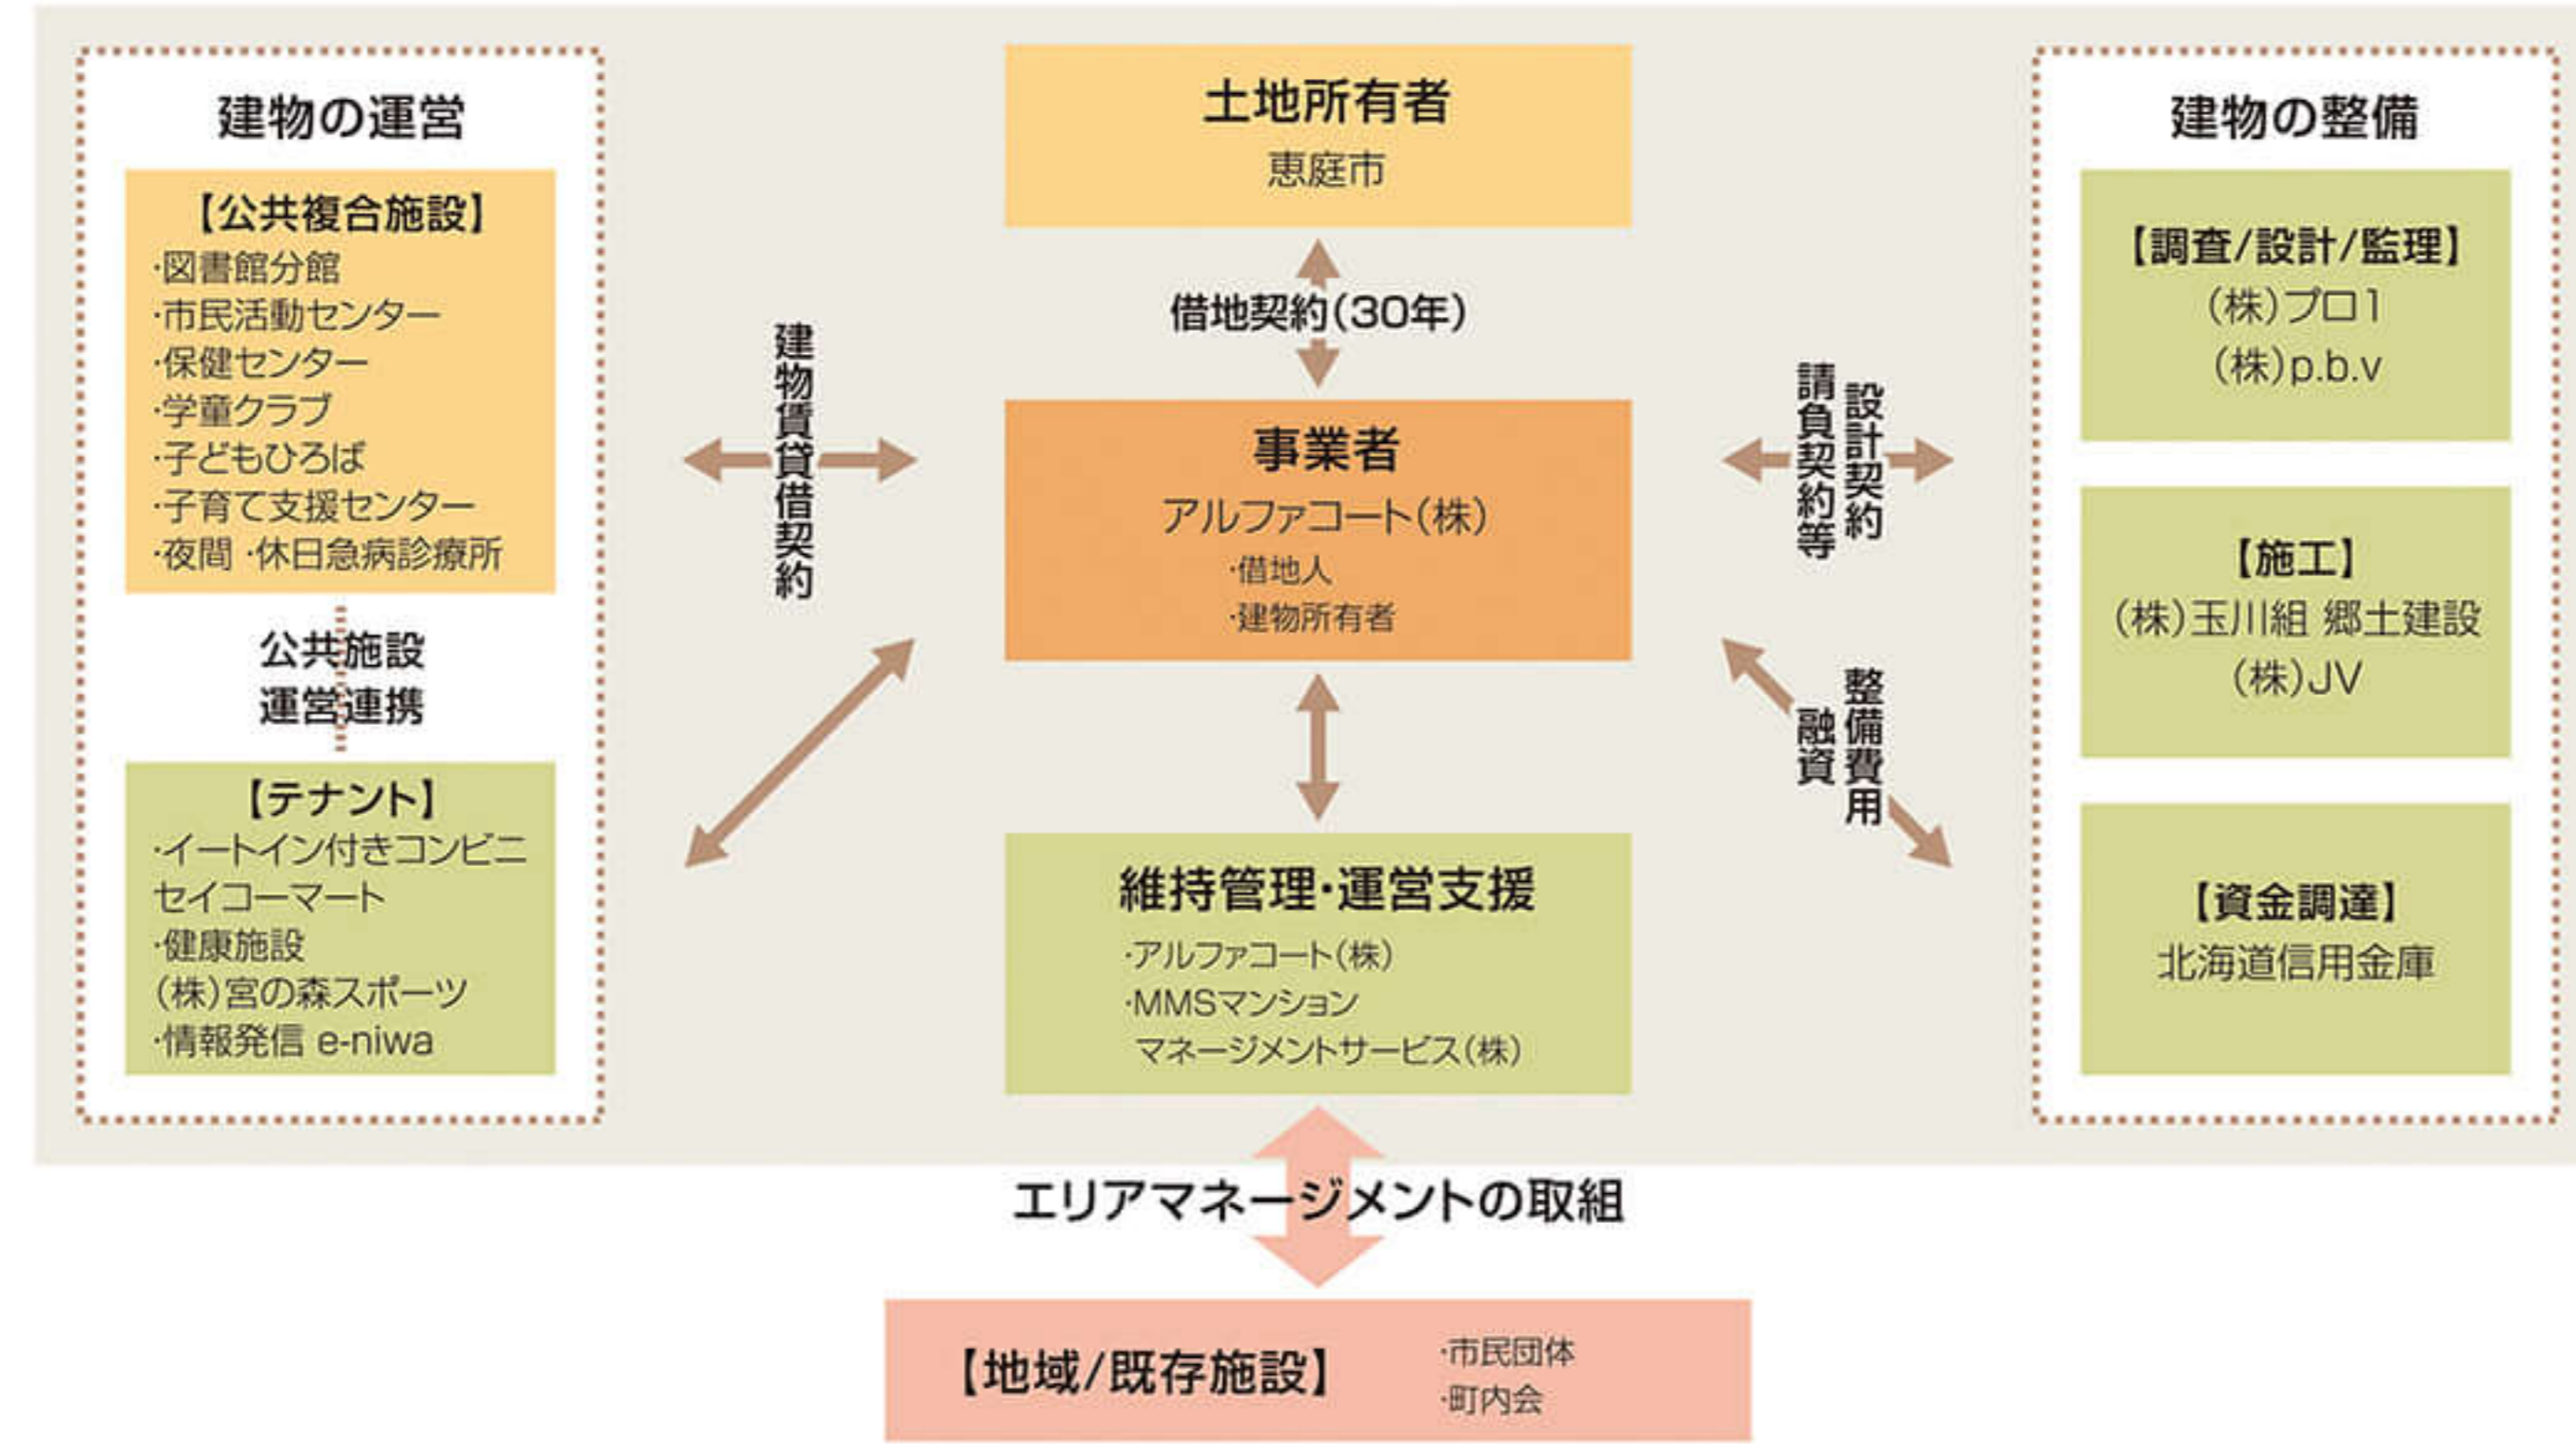 建物の運営
【公共複合施設】
·図書館分館
·市民活動センター
·保健センター
·学童クラブ
·子どもひろば
·子育て支援センター
·夜間 ·休日急病診療所
公共施設
運営連携
【テナント】
·イートイン付きコンビニ
セイコーマート
·健康施設
(株)宮の森スポーツ
·情報発信 e-niwa
建物賃貸借契約
土地所有者
恵庭市
借地契約(30年)
事業者
アルファコート(株)
·借地人
·建物所有者
維持管理·運営支援
·アルファコート(株)
·MMSマンション
マネージメントサービス(株)
設計契約
請負契約等
整備費用
融資
建物の整備
【調査/設計/監理】
(株)プロ1
(株)p.b.v
【施工】
(株)玉川組 郷土建設
(株)JV
【資金調達】
北海道信用金庫
エリアマネージメントの取組
【地域/既存施設】
·市民団体
·町内会